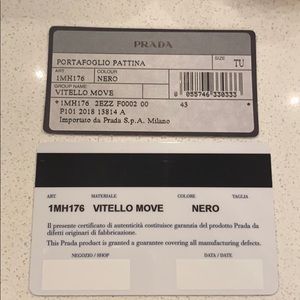 PRADA
PORTAFOGLIO PATTINA
SIZE
TU
ART. COLOUR
1MH176 NERO
GROUP NAME
VITELLO MOVE
0 055746 330333
*1MH176 2EZZ F0002 00 43 *
P101 2018 13814 A
Importato da Prada S.p.A. Milano
ART. MATERIALE COLORE TAGLIA
1MH176 VITELLO MOVE NERO
Il presente certificato di autenticità costituisce garanzia del prodotto Prada da
difetti originari di fabbricazione.
This Prada product is granted a guarantee covering all manufacturing defects.
NEGOZIO / SHOP DATA / DATE